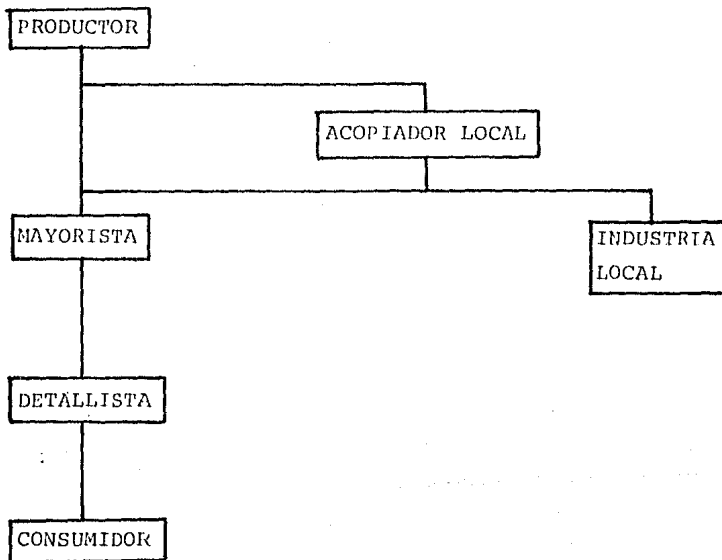 PRODUCTOR
ACOPIADOR LOCAL
MAYORISTA
INDUSTRIA
LOCAL
DETALLISTA
CONSUMIDOR